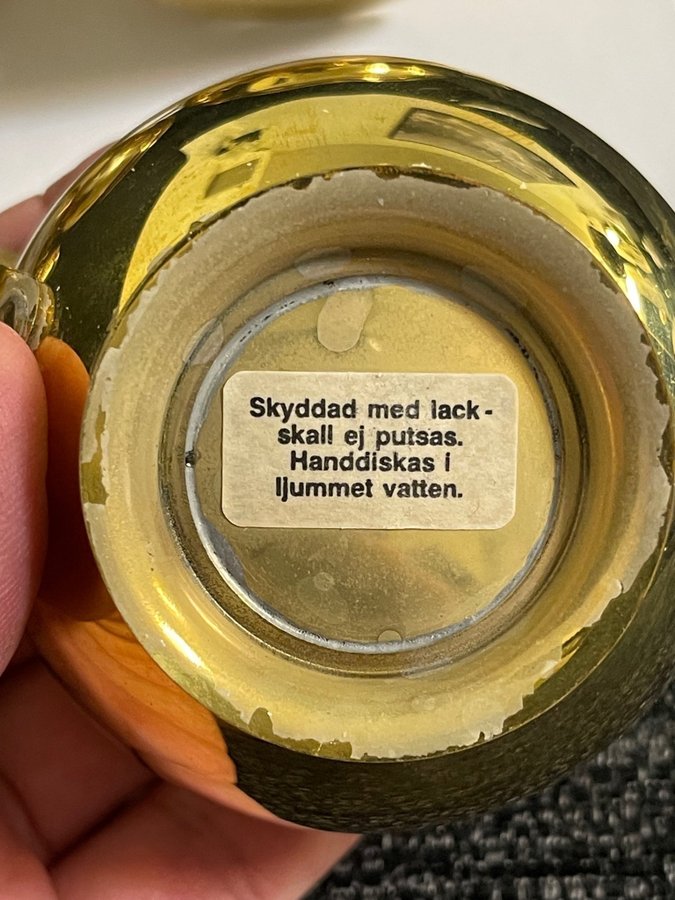 Skyddad med lack -
skall ej putsas.
Handdiskas i
ljummet vatten.